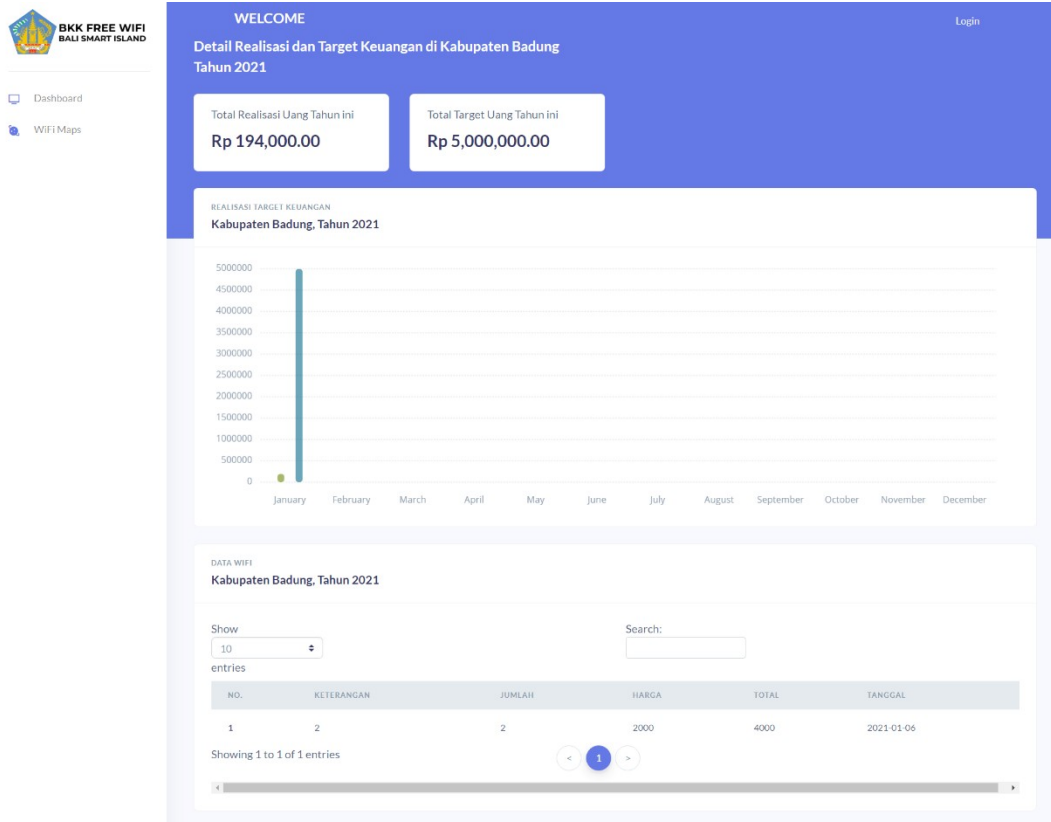 BKK FREE WIFI
BALI SMART ISLAND
Dashboard
WiFi Maps
WELCOME
Login
Detail Realisasi dan Target Keuangan di Kabupaten Badung
Tahun 2021
Total Realisasi Uang Tahun ini
Rp 194,000.00
Total Target Uang Tahun ini
Rp 5,000,000.00
REALISASI TARGET KEUANGAN
Kabupaten Badung, Tahun 2021
5000000
4500000
4000000
3500000
3000000
2500000
2000000
1500000
1000000
500000
0
January February March April May June July August September October November December
DATA WIFI
Kabupaten Badung, Tahun 2021
Show
10
entries
Search:
NO. KETERANGAN JUMLAH HARGA TOTAL TANGGAL
1 2 2 2000 4000 2021-01-06
Showing 1 to 1 of 1 entries
< 1 >